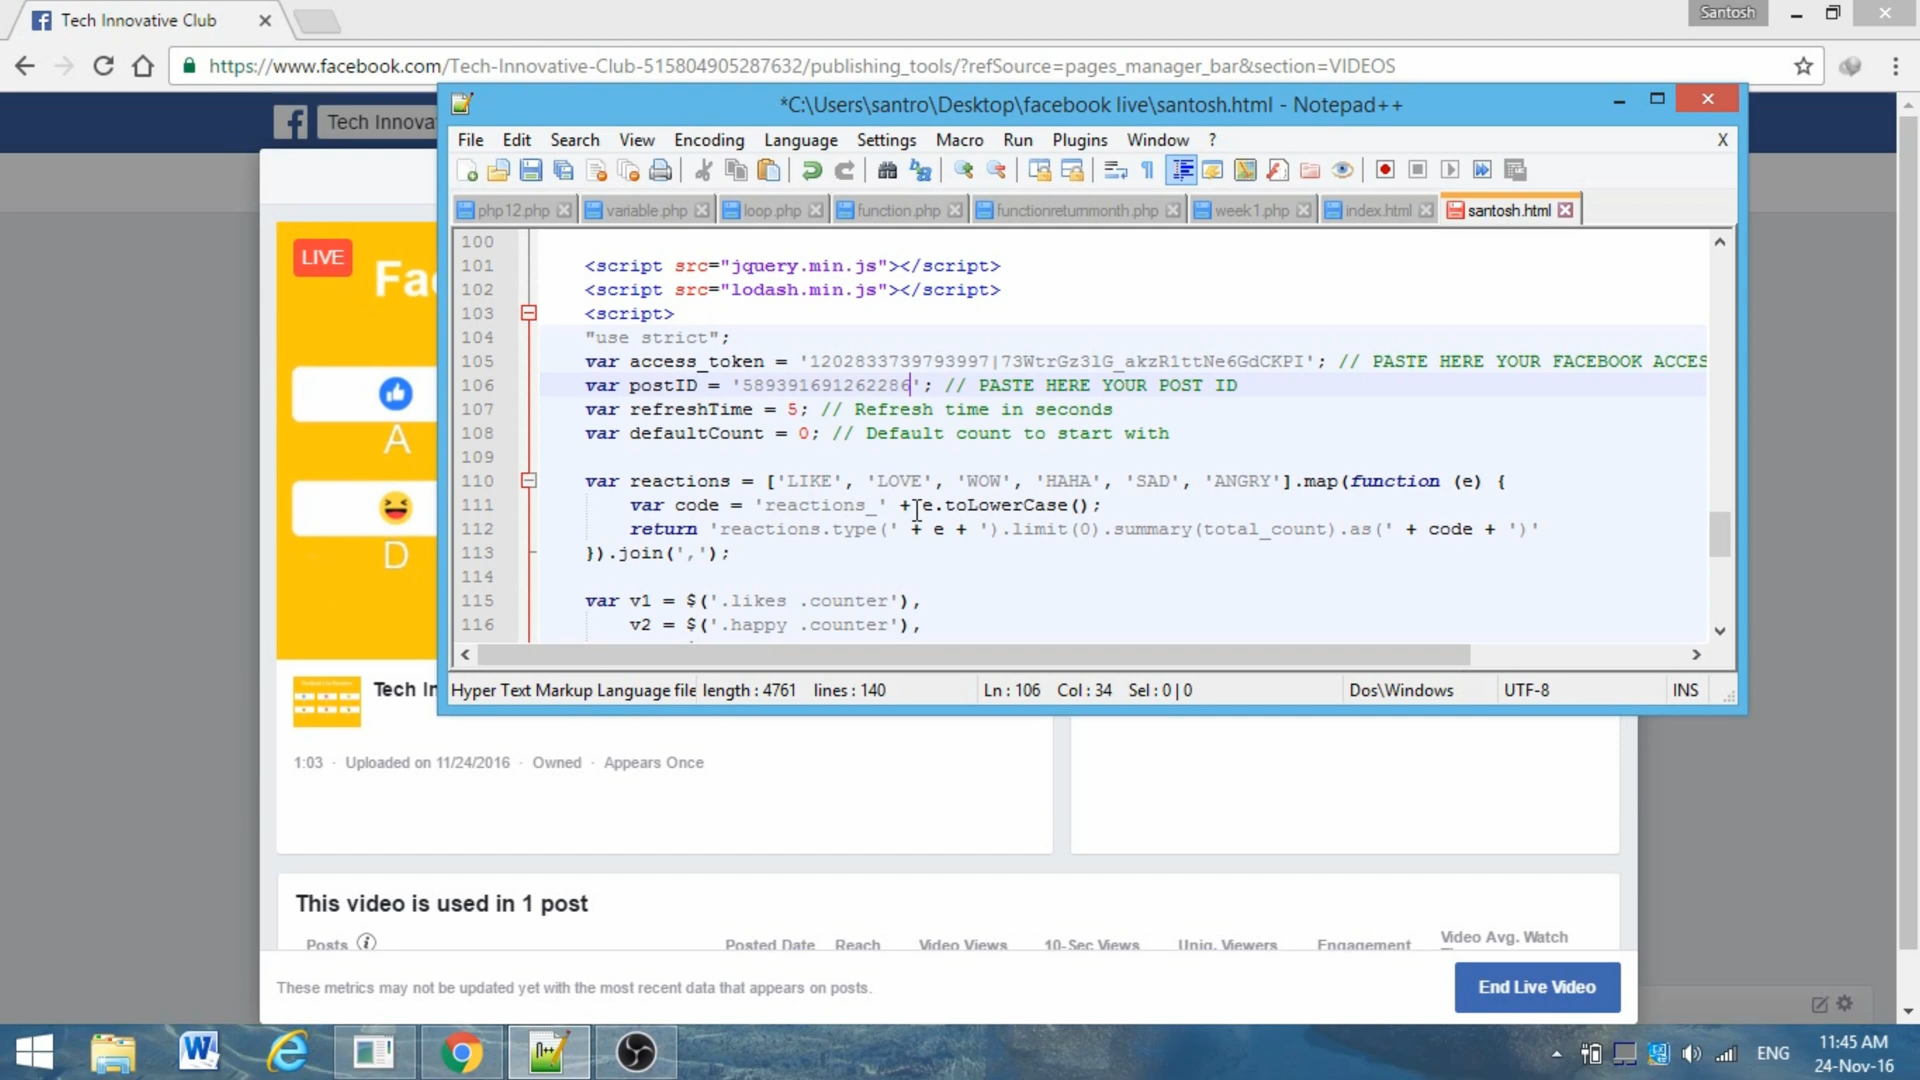 Tech Innovative Club
Santosh
https://www.facebook.com/Tech-Innovative-Club-515804905287632/publishing_tools/?refSource=pages_manager_bar&section=VIDEOS
Tech Innova
*C:\Users\santro\Desktop\facebook live\santosh.html - Notepad++
File Edit Search View Encoding Language Settings Macro Run Plugins Window ? X
php12.php variable.php loop.php function.php functionreturnmonth.php week1.php index.html santosh.html
100
101 <script src="jquery.min.js"></script>
102 <script src="lodash.min.js"></script>
103 <script>
104 "use strict";
105 var access_token = '1202833739793997|73WtrGz3lG_akzR1ttNe6GdCKPI'; // PASTE HERE YOUR FACEBOOK ACCES
106 var postID = '589391691262286'; // PASTE HERE YOUR POST ID
107 var refreshTime = 5; // Refresh time in seconds
108 var defaultCount = 0; // Default count to start with
109
110 var reactions = ['LIKE', 'LOVE', 'WOW', 'HAHA', 'SAD', 'ANGRY'].map(function (e) {
111 var code = 'reactions_' + e.toLowerCase();
112 return 'reactions.type(' + e + ').limit(0).summary(total_count).as(' + code + ')'
113 }).join(',');
114
115 var v1 = $('.likes .counter'),
116 v2 = $('.happy .counter'),
Hyper Text Markup Language file length : 4761 lines : 140 Ln : 106 Col : 34 Sel : 0 | 0 Dos\Windows UTF-8 INS
LIVE
Fa
A
D
Tech In
1:03 · Uploaded on 11/24/2016 · Owned · Appears Once
This video is used in 1 post
Posts Posted Date Reach Video Views 10-Sec Views Uniq. Viewers Engagement Video Avg. Watch
These metrics may not be updated yet with the most recent data that appears on posts.
End Live Video
ENG
11:45 AM
24-Nov-16